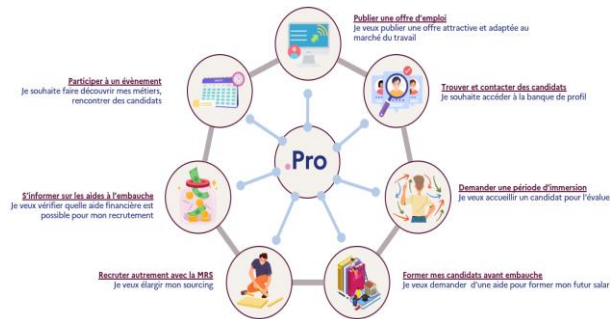 Publier une offre d'emploi
Je veux publier une offre attractive et adaptée au
marché du travail
Participer à un évènement
Je souhaite faire découvrir mes métiers,
rencontrer des candidats
Trouver et contacter des candidats
Je souhaite accéder à la banque de profil
.Pro
S'informer sur les aides à l'embauche
Je veux vérifier quelle aide financière est
possible pour mon recrutement
Demander une période d'immersion
Je veux accueillir un candidat pour l'évalue
Recruter autrement avec la MRS
Je veux élargir mon sourcing
Former mes candidats avant embauche
Je veux demander d'une aide pour former mon futur salar